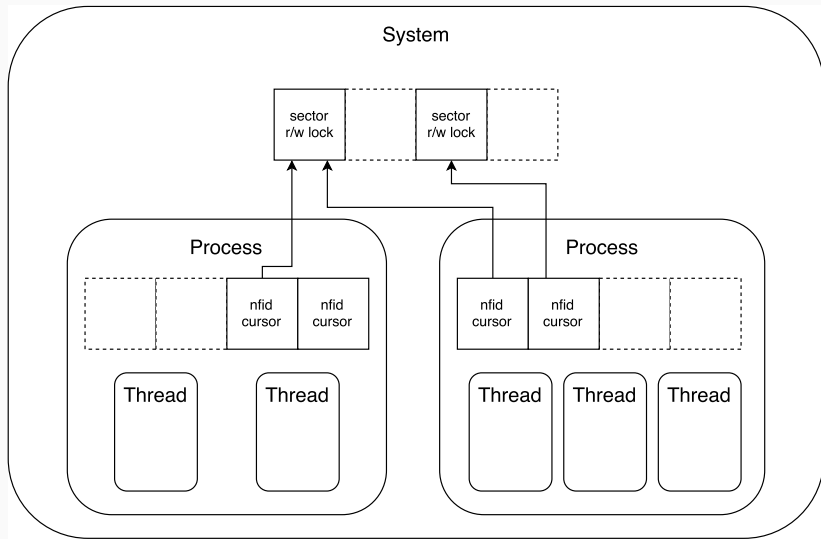 System
sector
r/w lock
sector
r/w lock
Process
nfid
cursor
nfid
cursor
Thread
Thread
Process
nfid
cursor
nfid
cursor
Thread
Thread
Thread